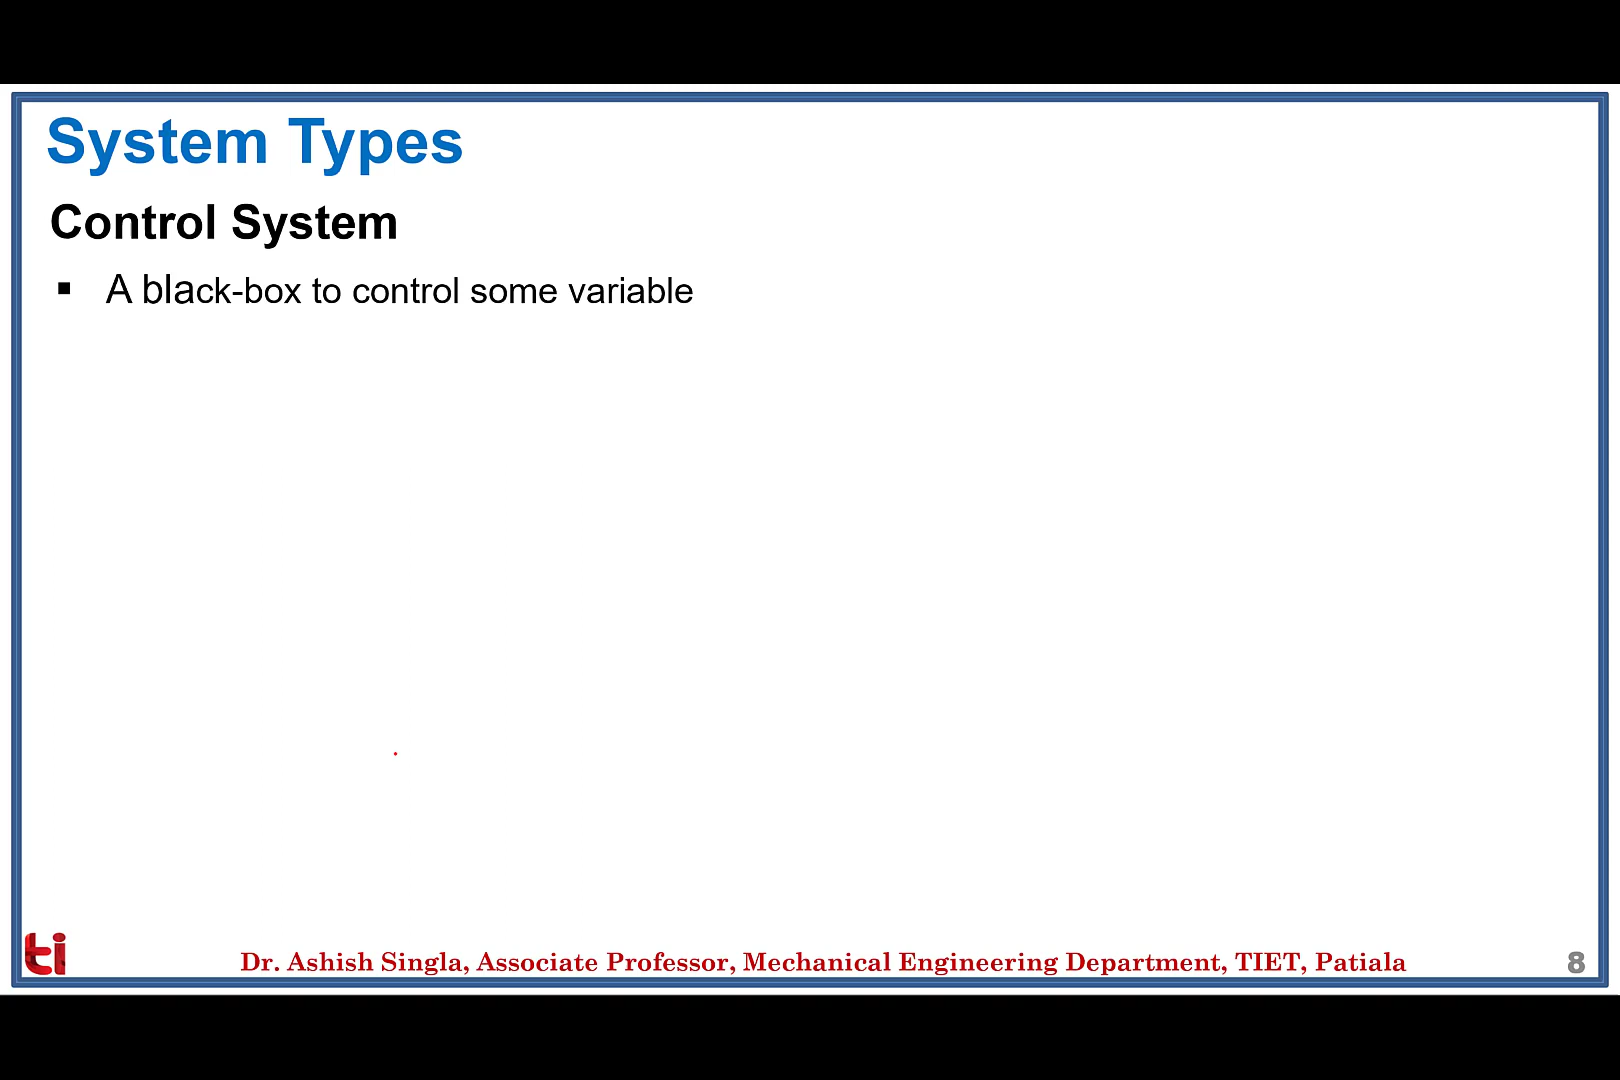 System Types
Control System
▪ A black-box to control some variable
ti
Dr. Ashish Singla, Associate Professor, Mechanical Engineering Department, TIET, Patiala
8